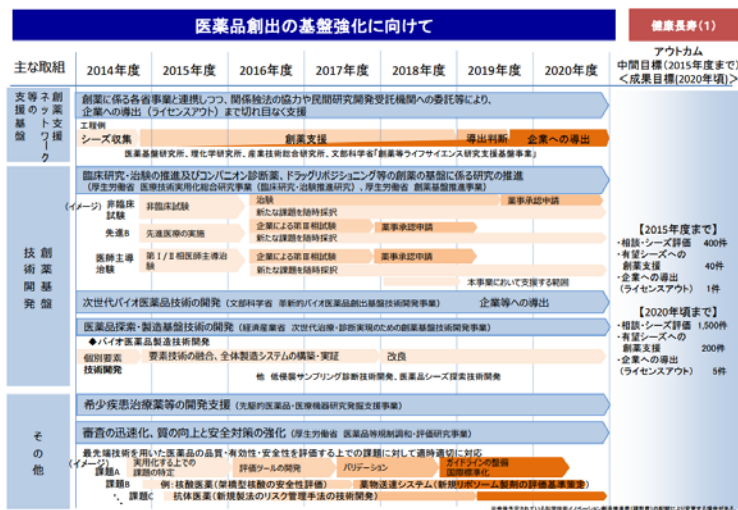 医薬品創出の基盤強化に向けて
健康長寿(1)
主な取組
2014年度
2015年度
2016年度
2017年度
2018年度
2019年度
2020年度
アウトカム
中間目標(2015年度まで)
<成果目標(2020年頃)>
創薬支援
ネットワーク
等の
支援基盤
創薬に係る各省事業と連携しつつ、関係独法の協力や民間研究開発受託機関への委託等により、
企業への導出(ライセンスアウト)まで切れ目なく支援
工程例
シーズ収集
創薬支援
導出判断
企業への導出
医薬基盤研究所、理化学研究所、産業技術総合研究所、文部科学省「創薬等ライフサイエンス研究支援基盤事業」
創薬基盤
技術開発
臨床研究・治験の推進及びコンパニオン診断薬、ドラッグリポジショニング等の創薬の基盤に係る研究の推進
(厚生労働省 医療技術実用化総合研究事業(臨床研究・治験推進研究)、厚生労働省 創薬基盤推進事業)
(イメージ)
非臨床
試験
非臨床試験
治験
新たな課題を随時採択
薬事承認申請
先進B
先進医療の実施
企業による第Ⅲ相試験
新たな課題を随時採択
薬事承認申請
医師主導
治験
第Ⅰ/Ⅱ相医師主導治
験
企業による第Ⅲ相試験
新たな課題を随時採択
薬事承認申請
本事業において支援する範囲
次世代バイオ医薬品技術の開発(文部科学省 革新的バイオ医薬品創出基盤技術開発事業)
企業等への導出
医薬品探索・製造基盤技術の開発(経済産業省 次世代治療・診断実現のための創薬基盤技術開発事業)
◆バイオ医薬品製造技術開発
個別要素
技術開発
要素技術の融合、全体製造システムの構築・実証
改良
他 低侵襲サンプリング診断技術開発、医薬品シーズ探索技術開発
【2015年度まで】
・相談・シーズ評価 400件
・有望シーズへの
創薬支援 40件
・企業への導出
(ライセンスアウト) 1件
【2020年頃まで】
・相談・シーズ評価 1,500件
・有望シーズへの
創薬支援 200件
・企業への導出
(ライセンスアウト) 5件
その他
希少疾患治療薬等の開発支援(先駆的医薬品・医療機器研究発掘支援事業)
審査の迅速化、質の向上と安全対策の強化(厚生労働省 医薬品等規制調和・評価研究事業)
最先端技術を用いた医薬品の品質・有効性・安全性を評価する上での課題に対して適時適切に対応
(イメージ)
課題A
実用化する上での
課題の特定
評価ツールの開発
バリデーション
ガイドラインの整備
国際標準化
課題B
例:核酸医薬(架橋型核酸の安全性評価)
薬物送達システム(新規リポソーム製剤の評価基準策定)
課題C
抗体医薬(新規製法のリスク管理手法の技術開発)